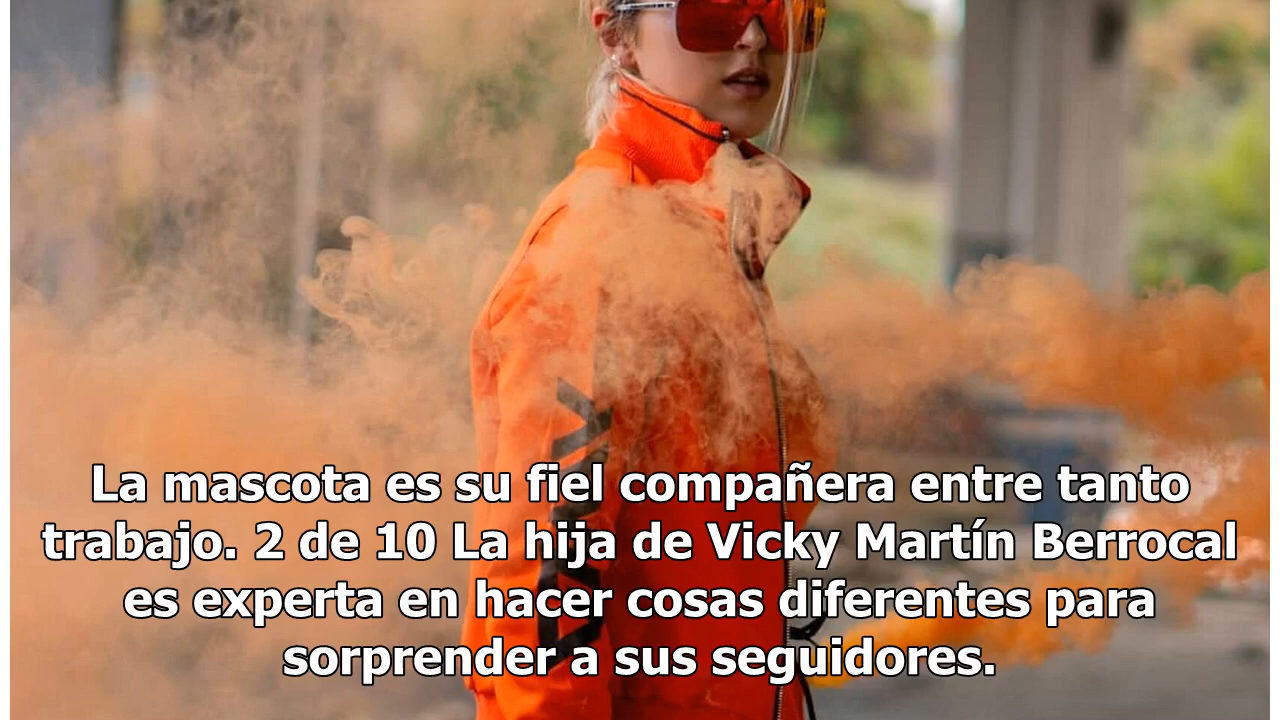 La mascota es su fiel compañera entre tanto
trabajo. 2 de 10 La hija de Vicky Martín Berrocal
es experta en hacer cosas diferentes para
sorprender a sus seguidores.